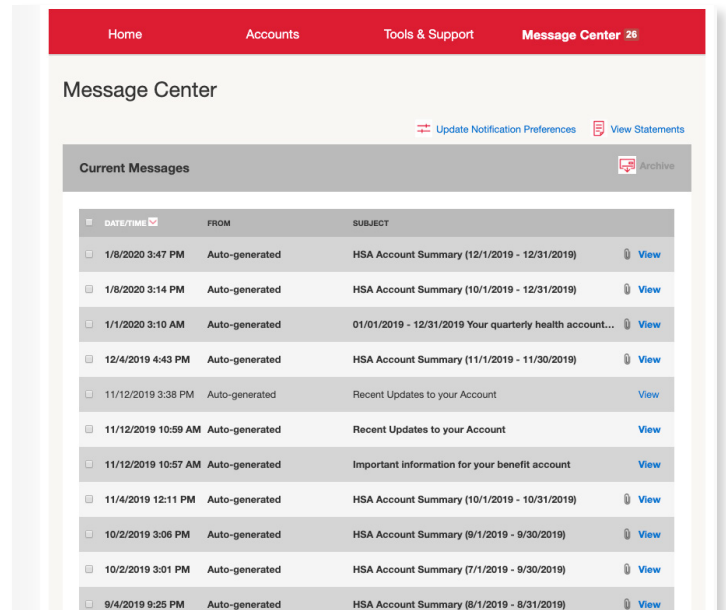 Home Accounts Tools & Support Message Center 26
Message Center
Update Notification Preferences View Statements
Current Messages Archive
DATE/TIME FROM SUBJECT
1/8/2020 3:47 PM Auto-generated HSA Account Summary (12/1/2019 - 12/31/2019) View
1/8/2020 3:14 PM Auto-generated HSA Account Summary (10/1/2019 - 12/31/2019) View
1/1/2020 3:10 AM Auto-generated 01/01/2019 - 12/31/2019 Your quarterly health account... View
12/4/2019 4:43 PM Auto-generated HSA Account Summary (11/1/2019 - 11/30/2019) View
11/12/2019 3:38 PM Auto-generated Recent Updates to your Account View
11/12/2019 10:59 AM Auto-generated Recent Updates to your Account View
11/12/2019 10:57 AM Auto-generated Important information for your benefit account View
11/4/2019 12:11 PM Auto-generated HSA Account Summary (10/1/2019 - 10/31/2019) View
10/2/2019 3:06 PM Auto-generated HSA Account Summary (9/1/2019 - 9/30/2019) View
10/2/2019 3:01 PM Auto-generated HSA Account Summary (7/1/2019 - 9/30/2019) View
9/4/2019 9:25 PM Auto-generated HSA Account Summary (8/1/2019 - 8/31/2019) View